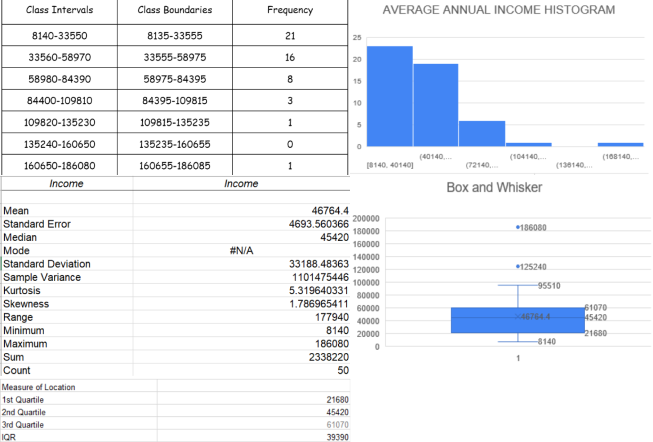 Class Intervals Class Boundaries Frequency
8140-33550 8135-33555 21
33560-58970 33555-58975 16
58980-84390 58975-84395 8
84400-109810 84395-109815 3
109820-135230 109815-135235 1
135240-160650 135235-160655 0
160650-186080 160655-186085 1
AVERAGE ANNUAL INCOME HISTOGRAM
25
20
15
10
5
0
[8140, 40140] (40140,... (72140,... (104140,... (136140,... (168140,...
Income Income
Mean 46764.4
Standard Error 4693.560366
Median 45420
Mode #N/A
Standard Deviation 33188.48363
Sample Variance 1101475446
Kurtosis 5.319640331
Skewness 1.786965411
Range 177940
Minimum 8140
Maximum 186080
Sum 2338220
Count 50
Measure of Location
1st Quartile 21680
2nd Quartile 45420
3rd Quartile 61070
IQR 39390
Box and Whisker
200000
180000
160000
140000
120000
100000
80000
60000
40000
20000
0
186080
125240
95510
61070
46764.4 45420
21680
8140
1